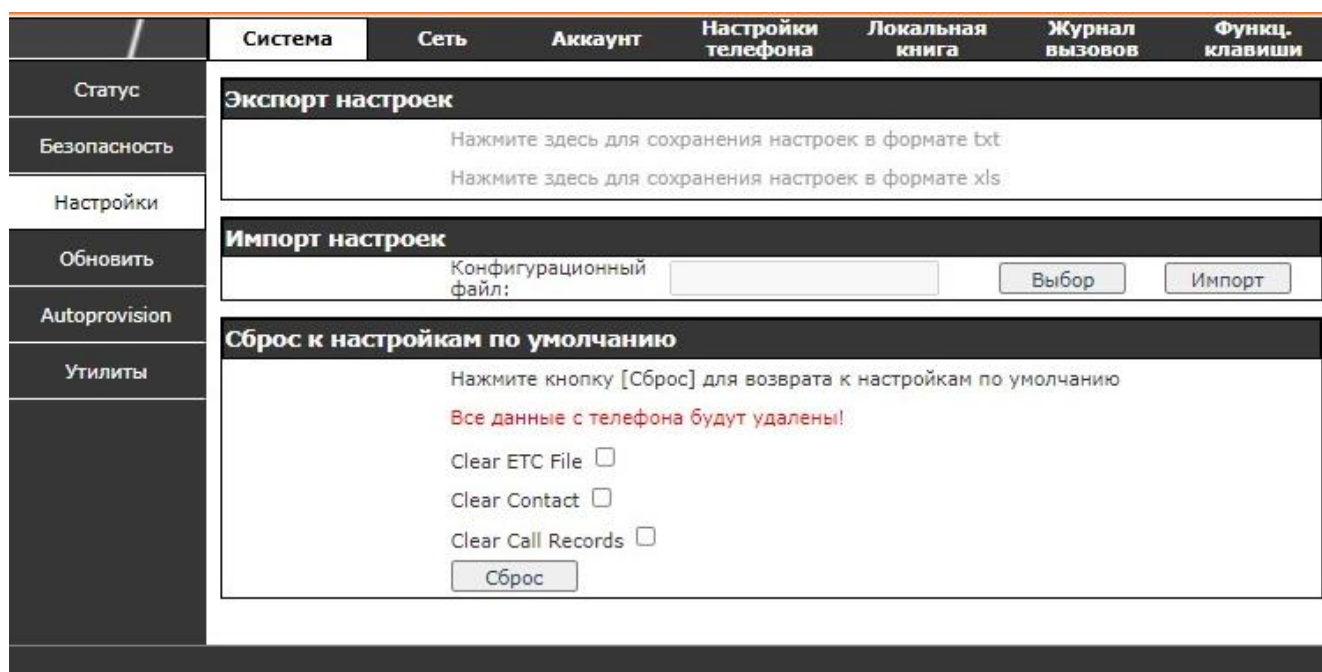 Система
Сеть
Аккаунт
Настройки
телефона
Локальная
книга
Журнал
вызовов
Функц.
клавиши
Статус
Безопасность
Настройки
Обновить
Autoprovision
Утилиты
Экспорт настроек
Нажмите здесь для сохранения настроек в формате txt
Нажмите здесь для сохранения настроек в формате xls
Импорт настроек
Конфигурационный
файл:
Выбор
Импорт
Сброс к настройкам по умолчанию
Нажмите кнопку [Сброс] для возврата к настройкам по умолчанию
Все данные с телефона будут удалены!
Clear ETC File
Clear Contact
Clear Call Records
Сброс